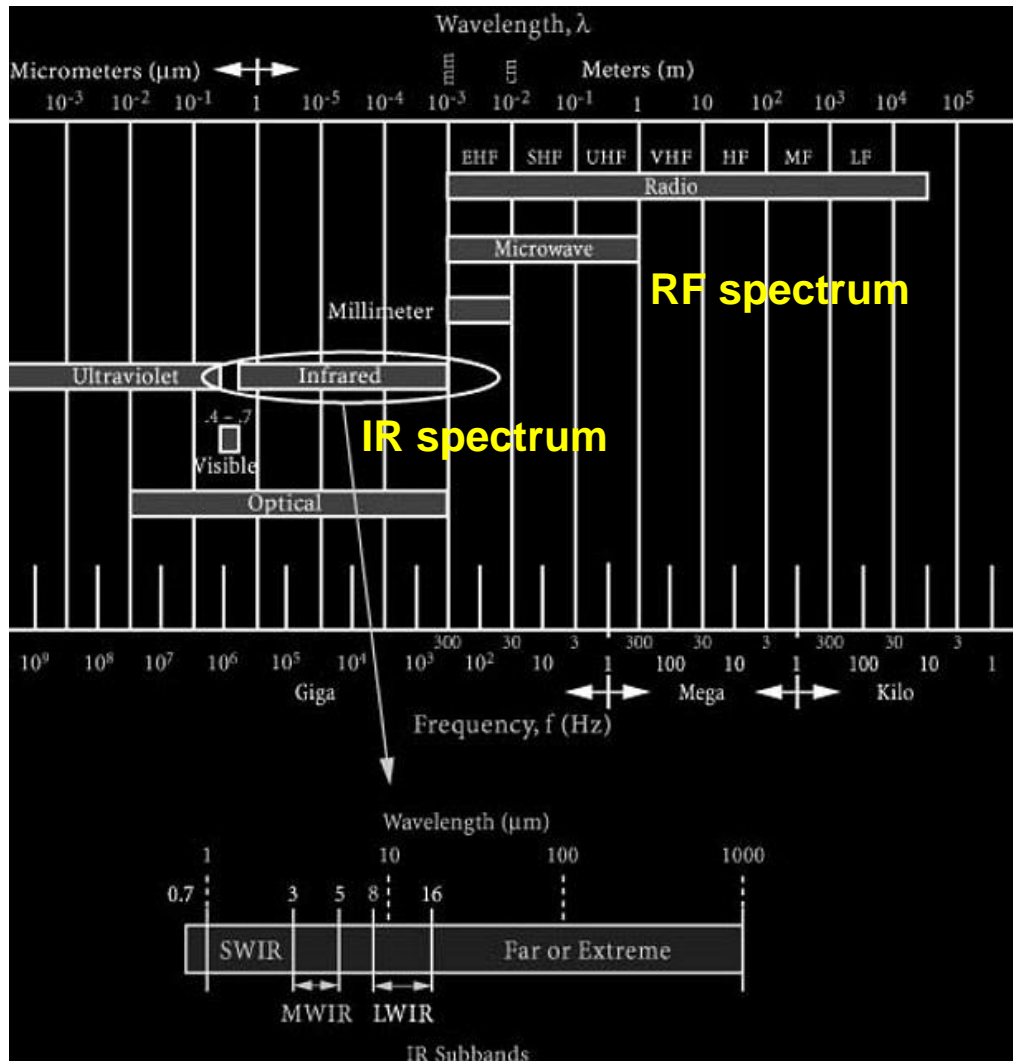 Wavelength, λ
Micrometers (μm) mm cm Meters (m)
10⁻³ 10⁻² 10⁻¹ 1 10⁻⁵ 10⁻⁴ 10⁻³ 10⁻² 10⁻¹ 1 10 10² 10³ 10⁴ 10⁵
EHF SHF UHF VHF HF MF LF
Radio
Microwave
RF spectrum
Millimeter
Ultraviolet Infrared
.4 – .7
IR spectrum
Visible
Optical
300 30 3 300 30 3 300 30 3
10⁹ 10⁸ 10⁷ 10⁶ 10⁵ 10⁴ 10³ 10² 10 1 100 10 1 100 10 1
Giga Mega Kilo
Frequency, f (Hz)
Wavelength (μm)
1 10 100 1000
0.7 3 5 8 16
SWIR Far or Extreme
MWIR LWIR
IR Subbands